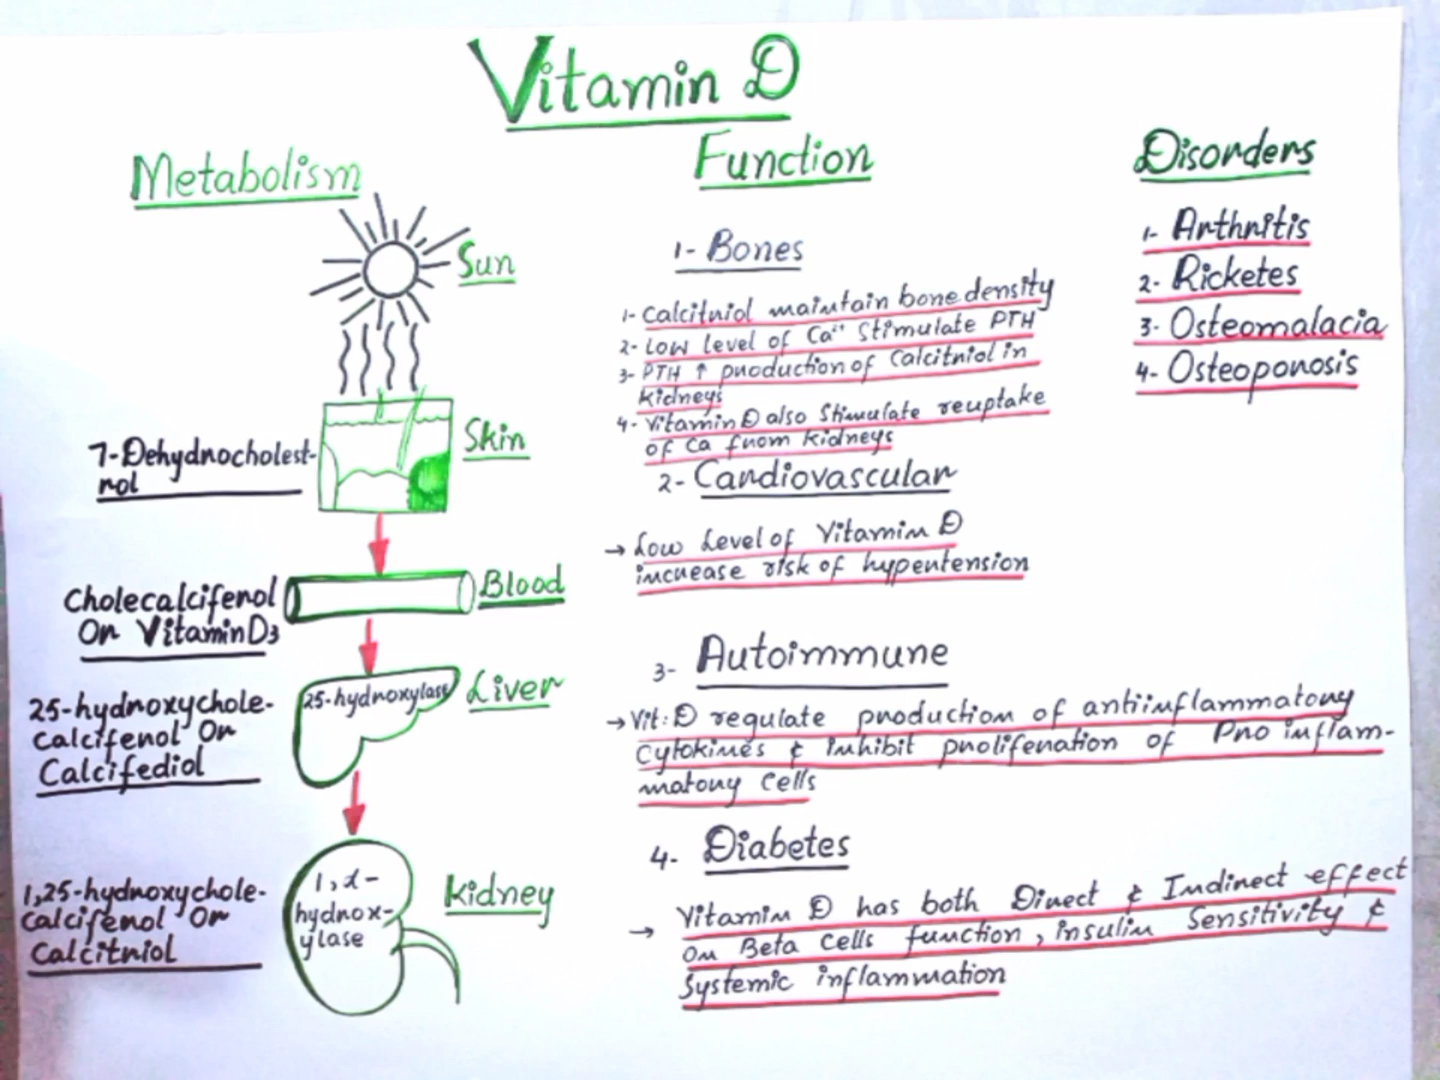 Vitamin D
Metabolism
Sun
Skin
7-Dehydrocholest-
rol
Blood
Cholecalciferol
Or Vitamin D3
Liver
25-hydroxylase
25-hydroxychole-
calciferol Or
Calcifediol
Kidney
1,α-
hydrox-
ylase
1,25-hydroxychole-
calciferol Or
Calcitriol
Function
1- Bones
1- Calcitriol maintain bone density
2- Low level of Ca++ Stimulate PTH
3- PTH ↑ production of Calcitriol in
kidneys
4- Vitamin D also Stimulate reuptake
of Ca from kidneys
2- Cardiovascular
→ Low Level of Vitamin D
increase risk of hypertension
3- Autoimmune
→ Vit: D regulate production of antiinflammatory
Cytokines & inhibit proliferation of Pro inflam-
matory Cells
4- Diabetes
→ Vitamin D has both Direct & Indirect effect
On Beta Cells function, insulin Sensitivity &
Systemic inflammation
Disorders
1- Arthritis
2- Ricketes
3- Osteomalacia
4- Osteoporosis